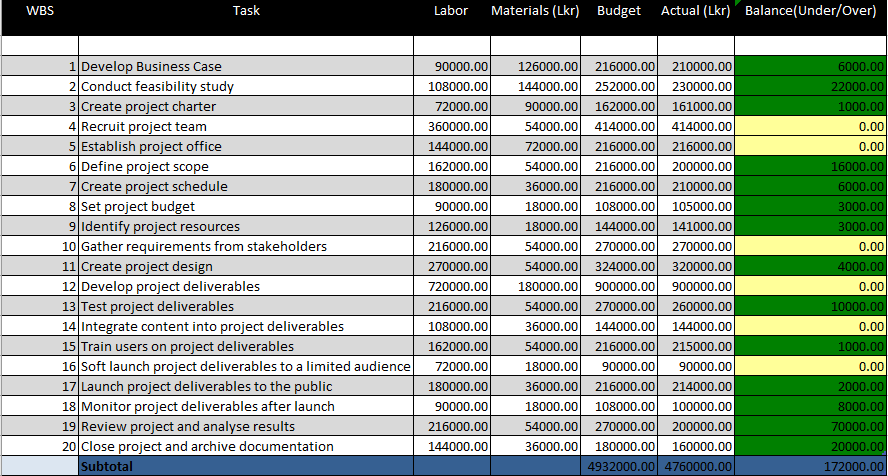 WBS Task Labor Materials (Lkr) Budget Actual (Lkr) Balance(Under/Over)
1 Develop Business Case 90000.00 126000.00 216000.00 210000.00 6000.00
2 Conduct feasibility study 108000.00 144000.00 252000.00 230000.00 22000.00
3 Create project charter 72000.00 90000.00 162000.00 161000.00 1000.00
4 Recruit project team 360000.00 54000.00 414000.00 414000.00 0.00
5 Establish project office 144000.00 72000.00 216000.00 216000.00 0.00
6 Define project scope 162000.00 54000.00 216000.00 200000.00 16000.00
7 Create project schedule 180000.00 36000.00 216000.00 210000.00 6000.00
8 Set project budget 90000.00 18000.00 108000.00 105000.00 3000.00
9 Identify project resources 126000.00 18000.00 144000.00 141000.00 3000.00
10 Gather requirements from stakeholders 216000.00 54000.00 270000.00 270000.00 0.00
11 Create project design 270000.00 54000.00 324000.00 320000.00 4000.00
12 Develop project deliverables 720000.00 180000.00 900000.00 900000.00 0.00
13 Test project deliverables 216000.00 54000.00 270000.00 260000.00 10000.00
14 Integrate content into project deliverables 108000.00 36000.00 144000.00 144000.00 0.00
15 Train users on project deliverables 162000.00 54000.00 216000.00 215000.00 1000.00
16 Soft launch project deliverables to a limited audience 72000.00 18000.00 90000.00 90000.00 0.00
17 Launch project deliverables to the public 180000.00 36000.00 216000.00 214000.00 2000.00
18 Monitor project deliverables after launch 90000.00 18000.00 108000.00 100000.00 8000.00
19 Review project and analyse results 216000.00 54000.00 270000.00 200000.00 70000.00
20 Close project and archive documentation 144000.00 36000.00 180000.00 160000.00 20000.00
Subtotal 4932000.00 4760000.00 172000.00